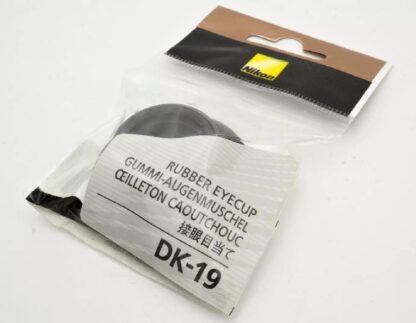 Nikon
RUBBER EYECUP
GUMMI-AUGENMUSCHEL
ŒILLETON CAOUTCHOUC
接眼目当て
DK-19